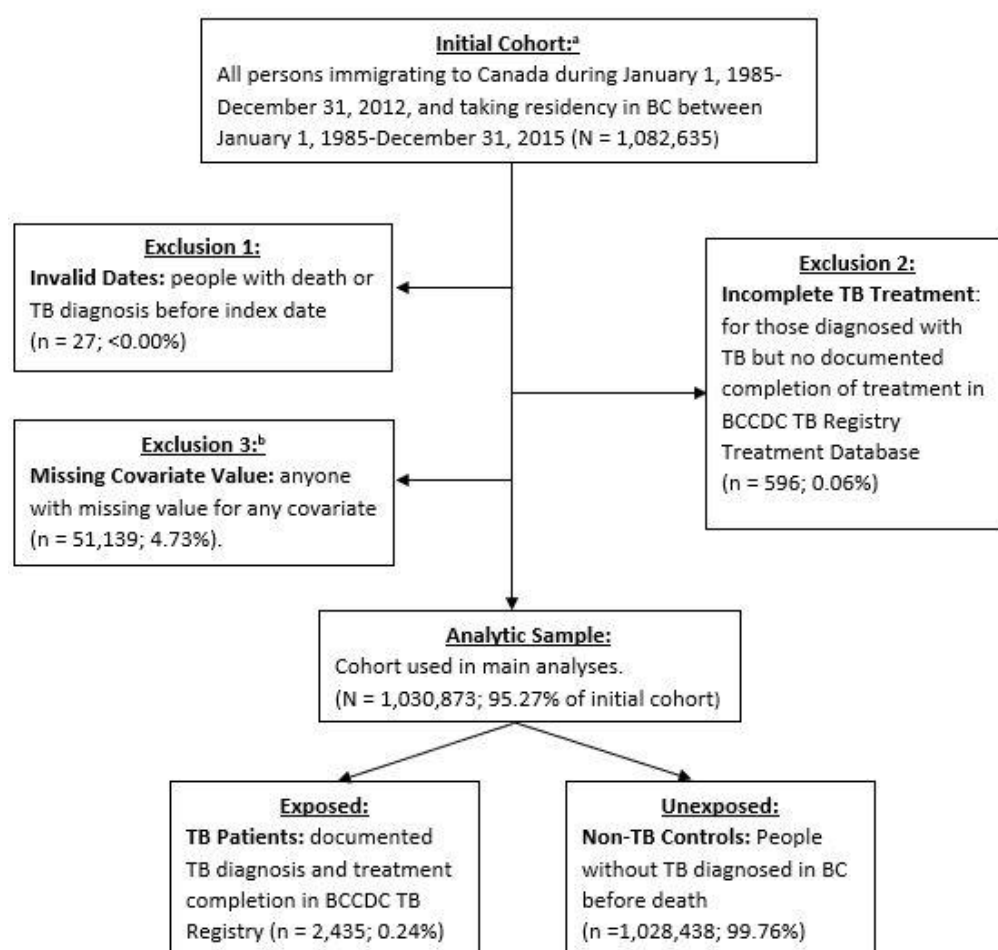 Initial Cohort:ᵃ
All persons immigrating to Canada during January 1, 1985-
December 31, 2012, and taking residency in BC between
January 1, 1985-December 31, 2015 (N = 1,082,635)
Exclusion 1:
Invalid Dates: people with death or
TB diagnosis before index date
(n = 27; <0.00%)
Exclusion 2:
Incomplete TB Treatment:
for those diagnosed with
TB but no documented
completion of treatment in
BCCDC TB Registry
Treatment Database
(n = 596; 0.06%)
Exclusion 3:ᵇ
Missing Covariate Value: anyone
with missing value for any covariate
(n = 51,139; 4.73%).
Analytic Sample:
Cohort used in main analyses.
(N = 1,030,873; 95.27% of initial cohort)
Exposed:
TB Patients: documented
TB diagnosis and treatment
completion in BCCDC TB
Registry (n = 2,435; 0.24%)
Unexposed:
Non-TB Controls: People
without TB diagnosed in BC
before death
(n =1,028,438; 99.76%)